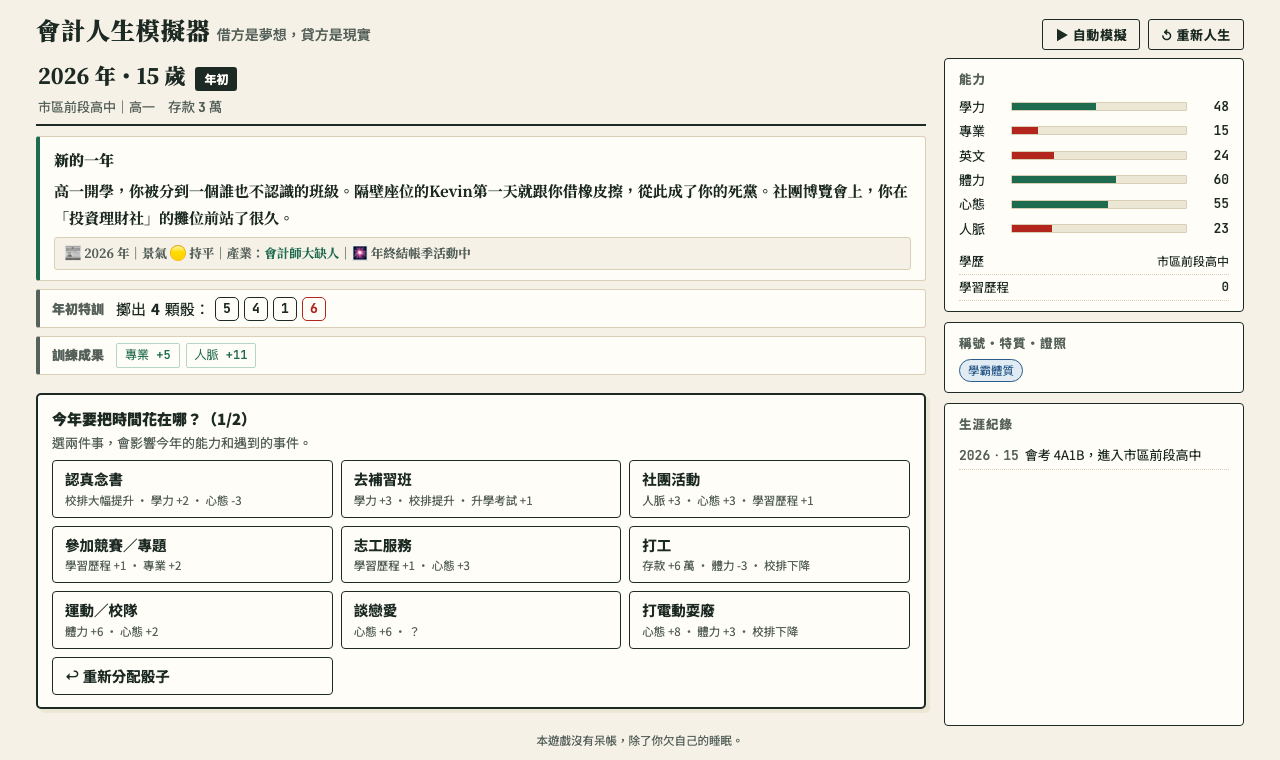 會計人生模擬器 借方是夢想，貸方是現實
▶ 自動模擬
↺ 重新人生
2026 年・15 歲 年初
市區前段高中｜高一 存款 3 萬
新的一年
高一開學，你被分到一個誰也不認識的班級。隔壁座位的Kevin第一天就跟你借橡皮擦，從此成了你的死黨。社團博覽會上，你在
「投資理財社」的攤位前站了很久。
2026 年｜景氣 🟡 持平｜產業：會計師大缺人｜🎆 年終結帳季活動中
年初特訓 擲出 4 顆骰： 5 4 1 6
訓練成果 專業 +5 人脈 +11
今年要把時間花在哪？（1/2）
選兩件事，會影響今年的能力和遇到的事件。
認真念書
校排大幅提升 ・ 學力 +2 ・ 心態 -3
去補習班
學力 +3 ・ 校排提升 ・ 升學考試 +1
社團活動
人脈 +3 ・ 心態 +3 ・ 學習歷程 +1
參加競賽／專題
學習歷程 +1 ・ 專業 +2
志工服務
學習歷程 +1 ・ 心態 +3
打工
存款 +6 萬 ・ 體力 -3 ・ 校排下降
運動／校隊
體力 +6 ・ 心態 +2
談戀愛
心態 +6 ・ ？
打電動耍廢
心態 +8 ・ 體力 +3 ・ 校排下降
↩ 重新分配骰子
能力
學力 48
專業 15
英文 24
體力 60
心態 55
人脈 23
學歷 市區前段高中
學習歷程 0
稱號・特質・證照
學霸體質
生涯紀錄
2026 · 15 會考 4A1B，進入市區前段高中
本遊戲沒有呆帳，除了你欠自己的睡眠。